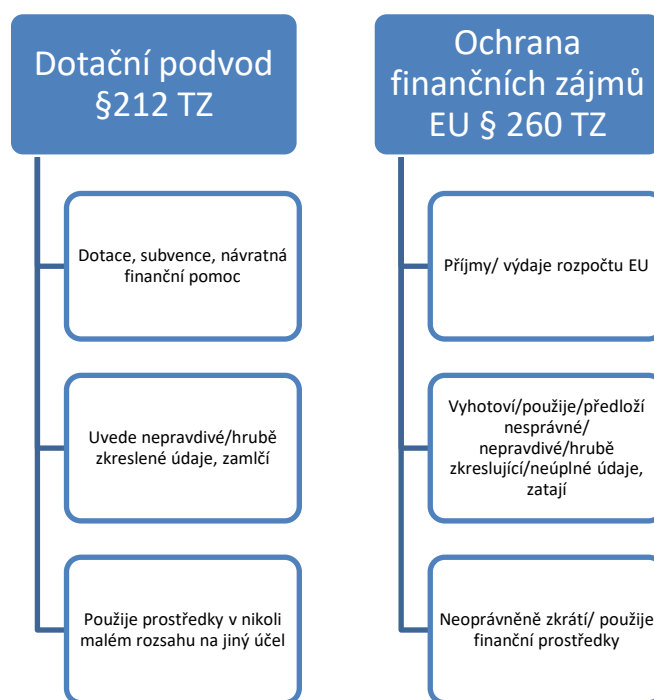 Dotační podvod
§212 TZ
Dotace, subvence, návratná
finanční pomoc
Uvede nepravdivé/hrubě
zkreslené údaje, zamlčí
Použije prostředky v nikoli
malém rozsahu na jiný účel
Ochrana
finančních zájmů
EU § 260 TZ
Příjmy/ výdaje rozpočtu EU
Vyhotoví/použije/předloží
nesprávné/
nepravdivé/hrubě
zkreslující/neúplné údaje,
zatají
Neoprávněně zkrátí/ použije
finanční prostředky